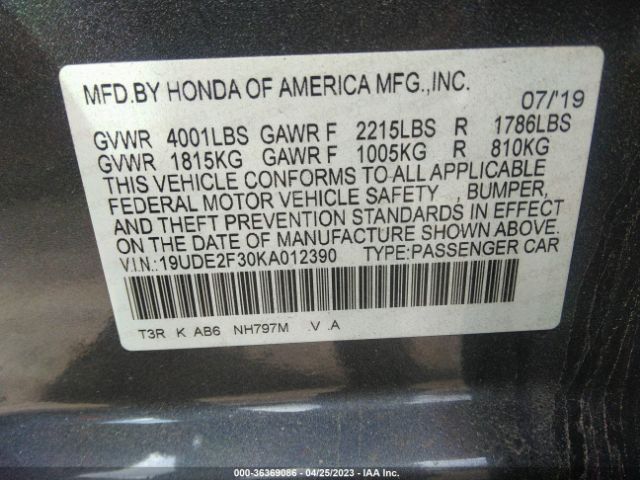 MFD.BY HONDA OF AMERICA MFG.,INC.
07/'19
GVWR 4001LBS GAWR F 2215LBS R 1786LBS
GVWR 1815KG GAWR F 1005KG R 810KG
THIS VEHICLE CONFORMS TO ALL APPLICABLE
FEDERAL MOTOR VEHICLE SAFETY , BUMPER,
AND THEFT PREVENTION STANDARDS IN EFFECT
ON THE DATE OF MANUFACTURE SHOWN ABOVE.
V.I.N.:19UDE2F30KA012390 TYPE:PASSENGER CAR
T3R K AB6 NH797M .V .A
000-36369086 - 04/25/2023 - IAA Inc.